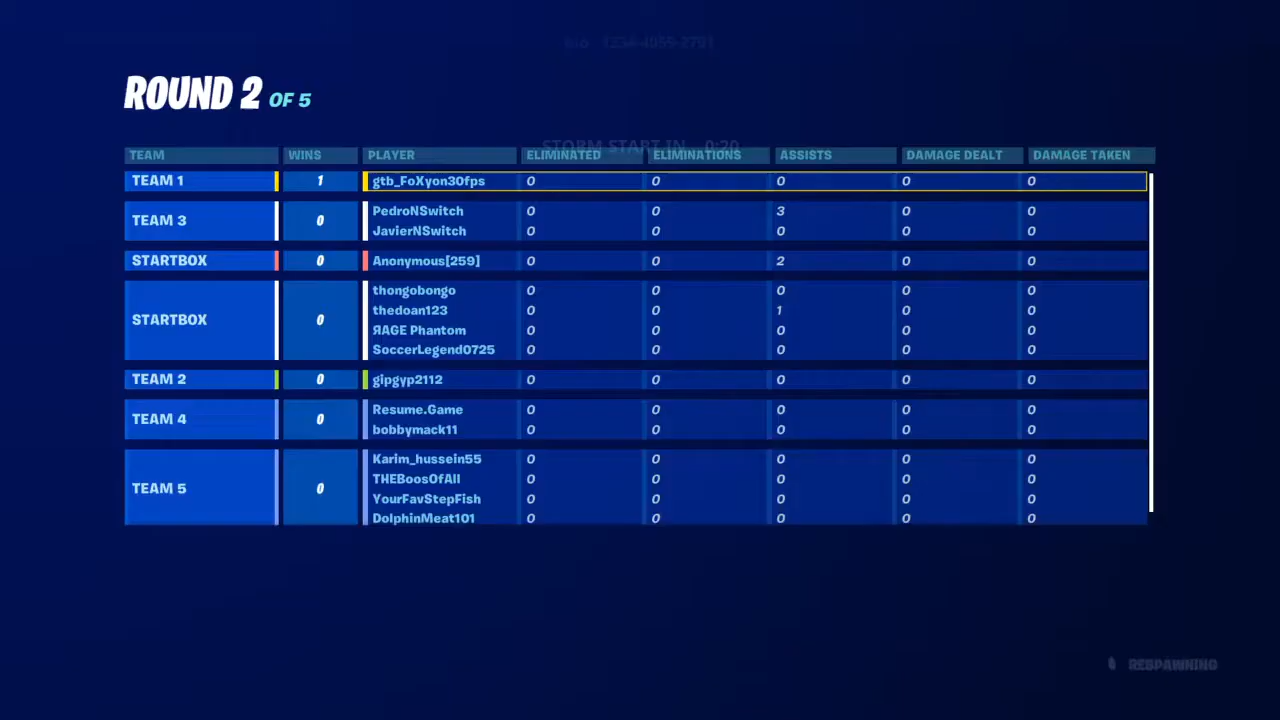 ROUND 2 OF 5
STORM START IN 0:20
TEAM WINS PLAYER ELIMINATED ELIMINATIONS ASSISTS DAMAGE DEALT DAMAGE TAKEN
TEAM 1 1 gtb_FoXyon30fps 0 0 0 0 0
PedroNSwitch 0 0 3 0 0
TEAM 3 0
JavierNSwitch 0 0 0 0 0
STARTBOX 0 Anonymous[259] 0 0 2 0 0
thongobongo 0 0 0 0 0
thedoan123 0 0 1 0 0
STARTBOX 0
ЯAGE Phantom 0 0 0 0 0
SoccerLegend0725 0 0 0 0 0
TEAM 2 0 gipgyp2112 0 0 0 0 0
Resume.Game 0 0 0 0 0
TEAM 4 0
bobbymack11 0 0 0 0 0
Karim_hussein55 0 0 0 0 0
THEBoosOfAll 0 0 0 0 0
TEAM 5 0
YourFavStepFish 0 0 0 0 0
DolphinMeat101 0 0 0 0 0
RESPAWNING